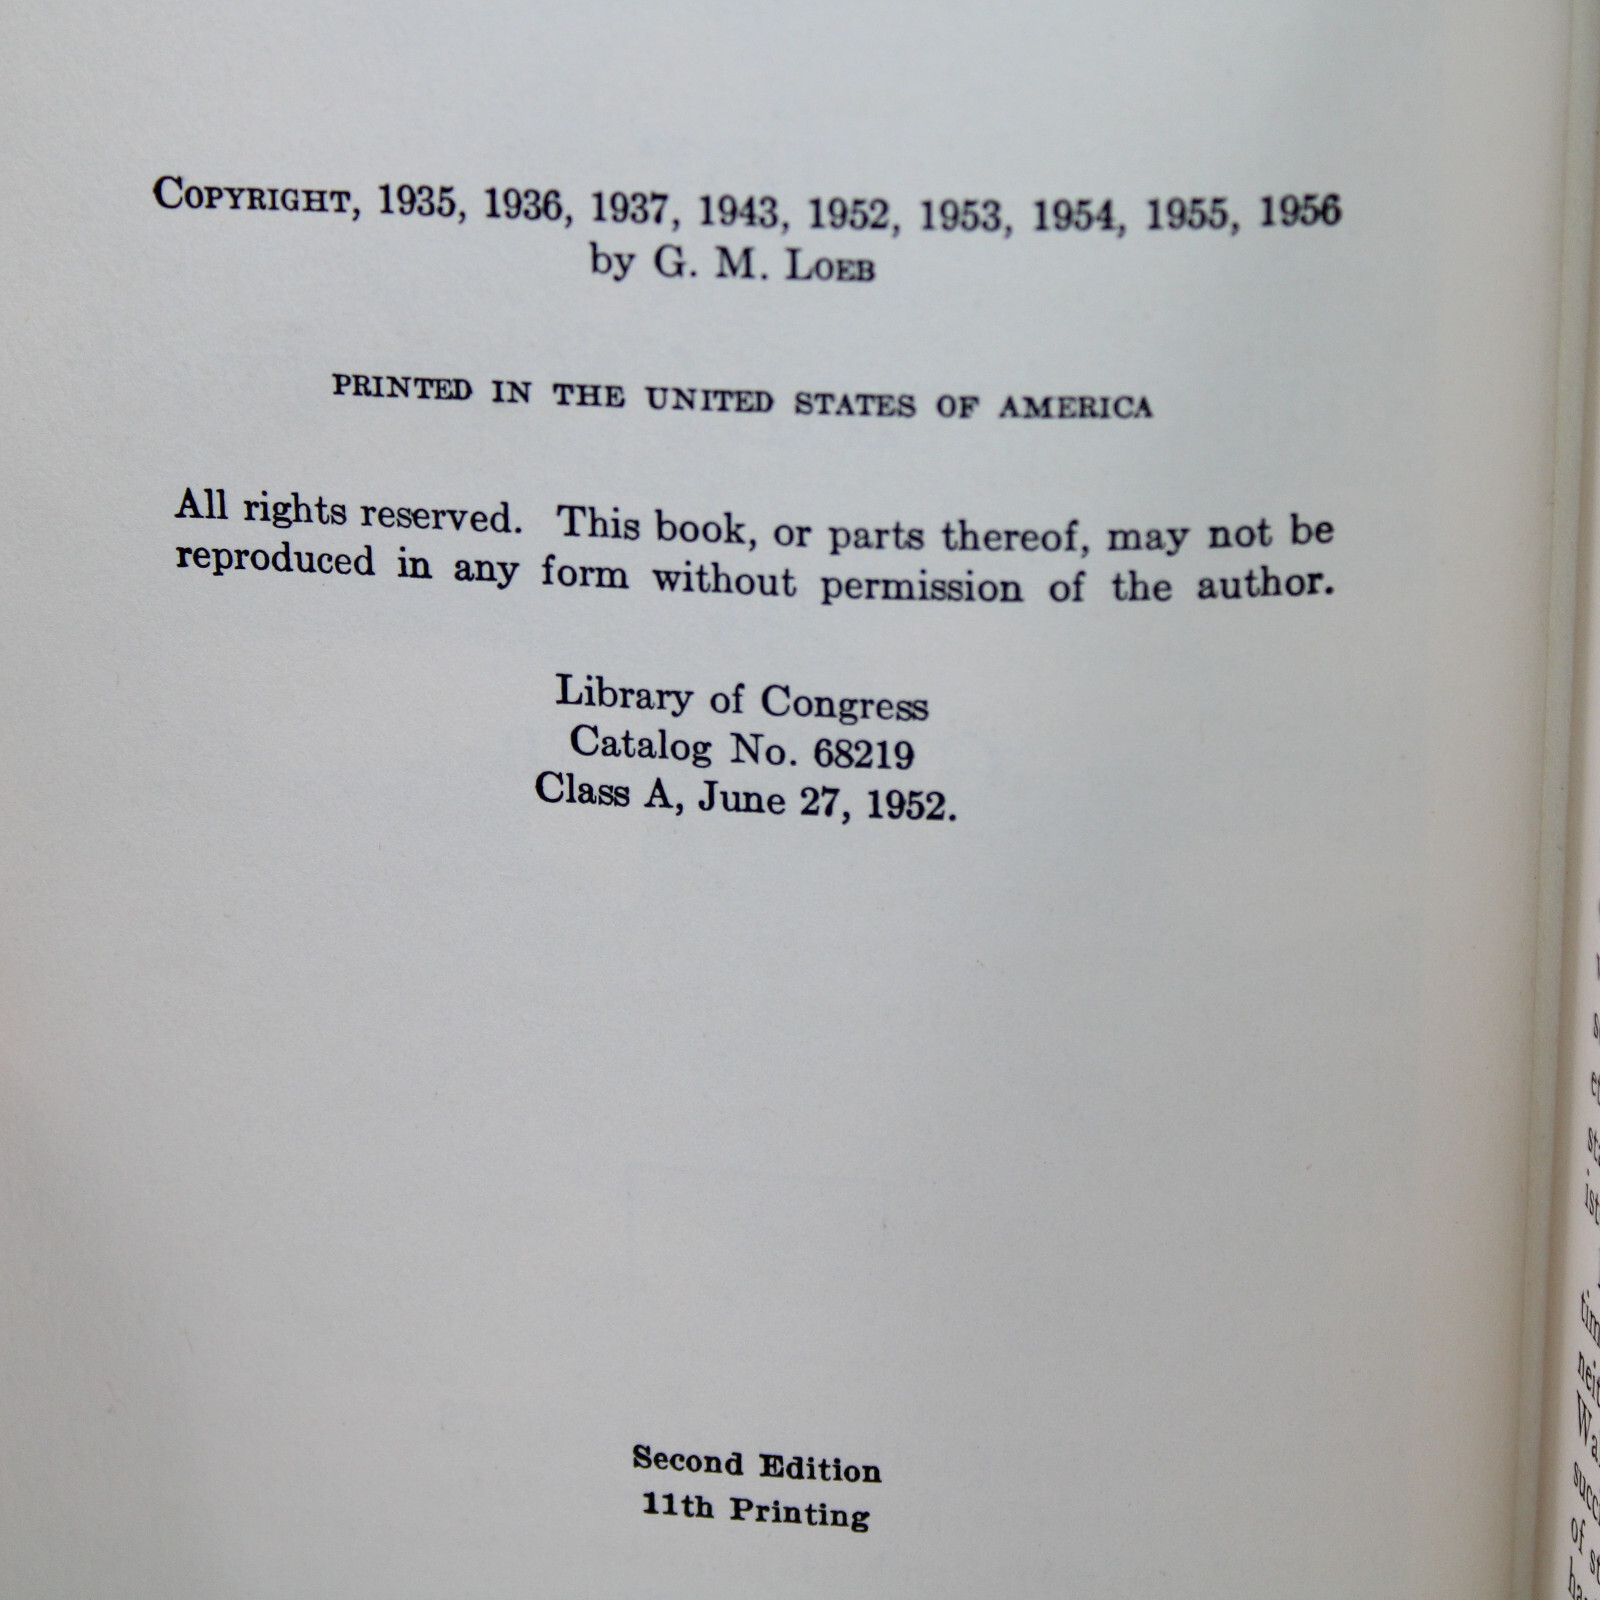 COPYRIGHT, 1935, 1936, 1937, 1943, 1952, 1953, 1954, 1955, 1956
by G. M. LOEB
PRINTED IN THE UNITED STATES OF AMERICA
All rights reserved. This book, or parts thereof, may not be
reproduced in any form without permission of the author.
Library of Congress
Catalog No. 68219
Class A, June 27, 1952.
Second Edition
11th Printing